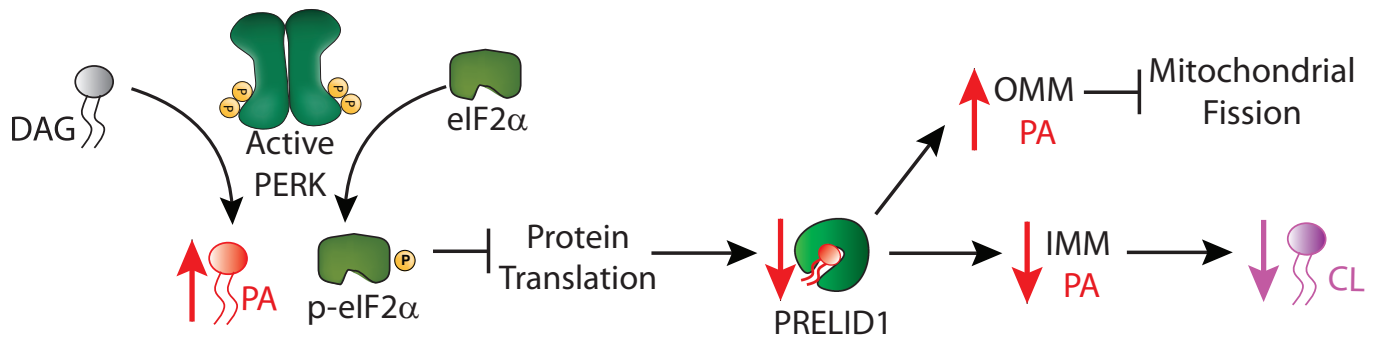 DAG
P
P
P
P
Active
PERK
eIF2α
PA
P
p-eIF2α
Protein
Translation
PRELID1
OMM
PA
Mitochondrial
Fission
IMM
PA
CL